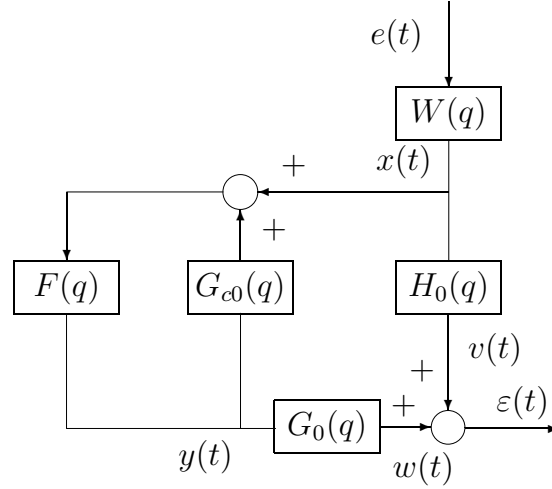 e(t)
W(q)
+
x(t)
+
F(q)
G_{c0}(q)
H_0(q)
v(t)
+
ε(t)
y(t)
G_0(q)
+
w(t)